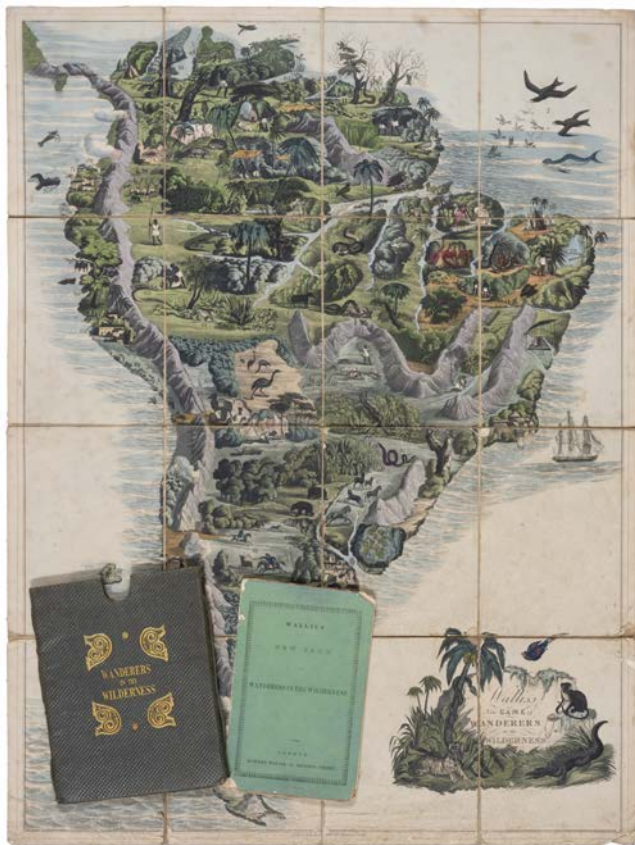 WANDERERS
IN THE
WILDERNESS
WALLIS'S
NEW GAME
OF
WANDERERS IN THE WILDERNESS
LONDON
Wallis's
New GAME of
WANDERERS
in the
WILDERNESS